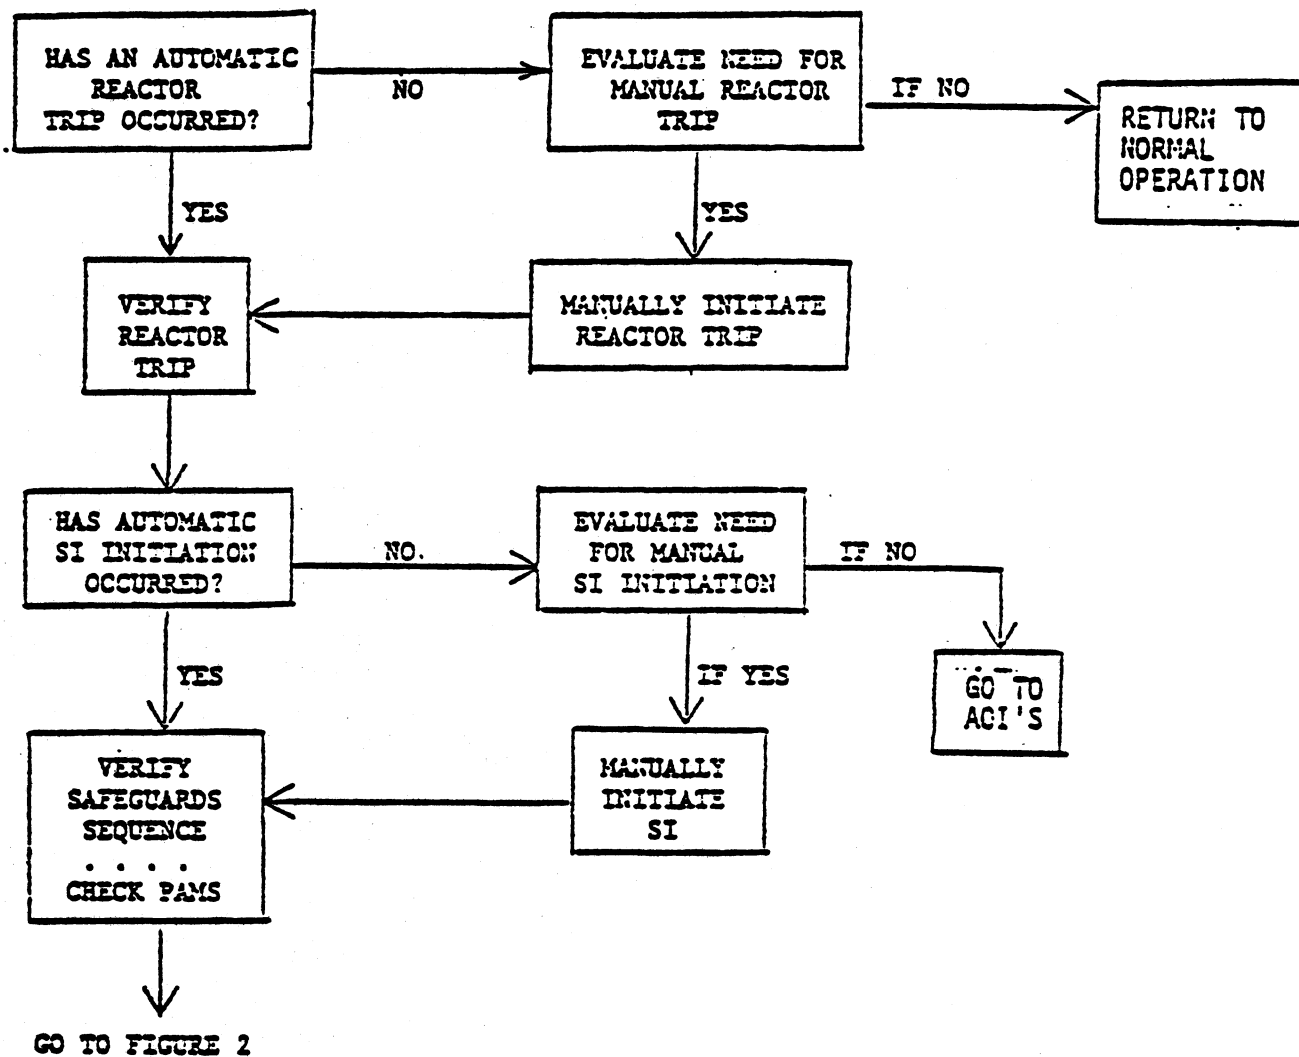 HAS AN AUTOMATIC
REACTOR
TRIP OCCURRED?
NO
EVALUATE NEED FOR
MANUAL REACTOR
TRIP
IF NO
RETURN TO
NORMAL
OPERATION
YES
YES
VERIFY
REACTOR
TRIP
MANUALLY INITIATE
REACTOR TRIP
HAS AUTOMATIC
SI INITIATION
OCCURRED?
NO.
EVALUATE NEED
FOR MANUAL
SI INITIATION
IF NO
GO TO
AOI'S
YES
IF YES
VERIFY
SAFEGUARDS
SEQUENCE
. . . .
CHECK PAMS
MANUALLY
INITIATE
SI
GO TO FIGURE 2